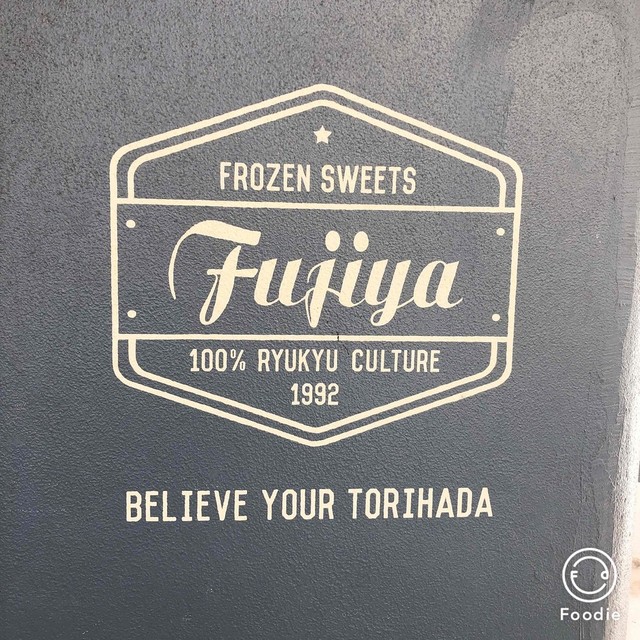 FROZEN SWEETS
Fujiya
100% RYUKYU CULTURE
1992
BELIEVE YOUR TORIHADA
Foodie